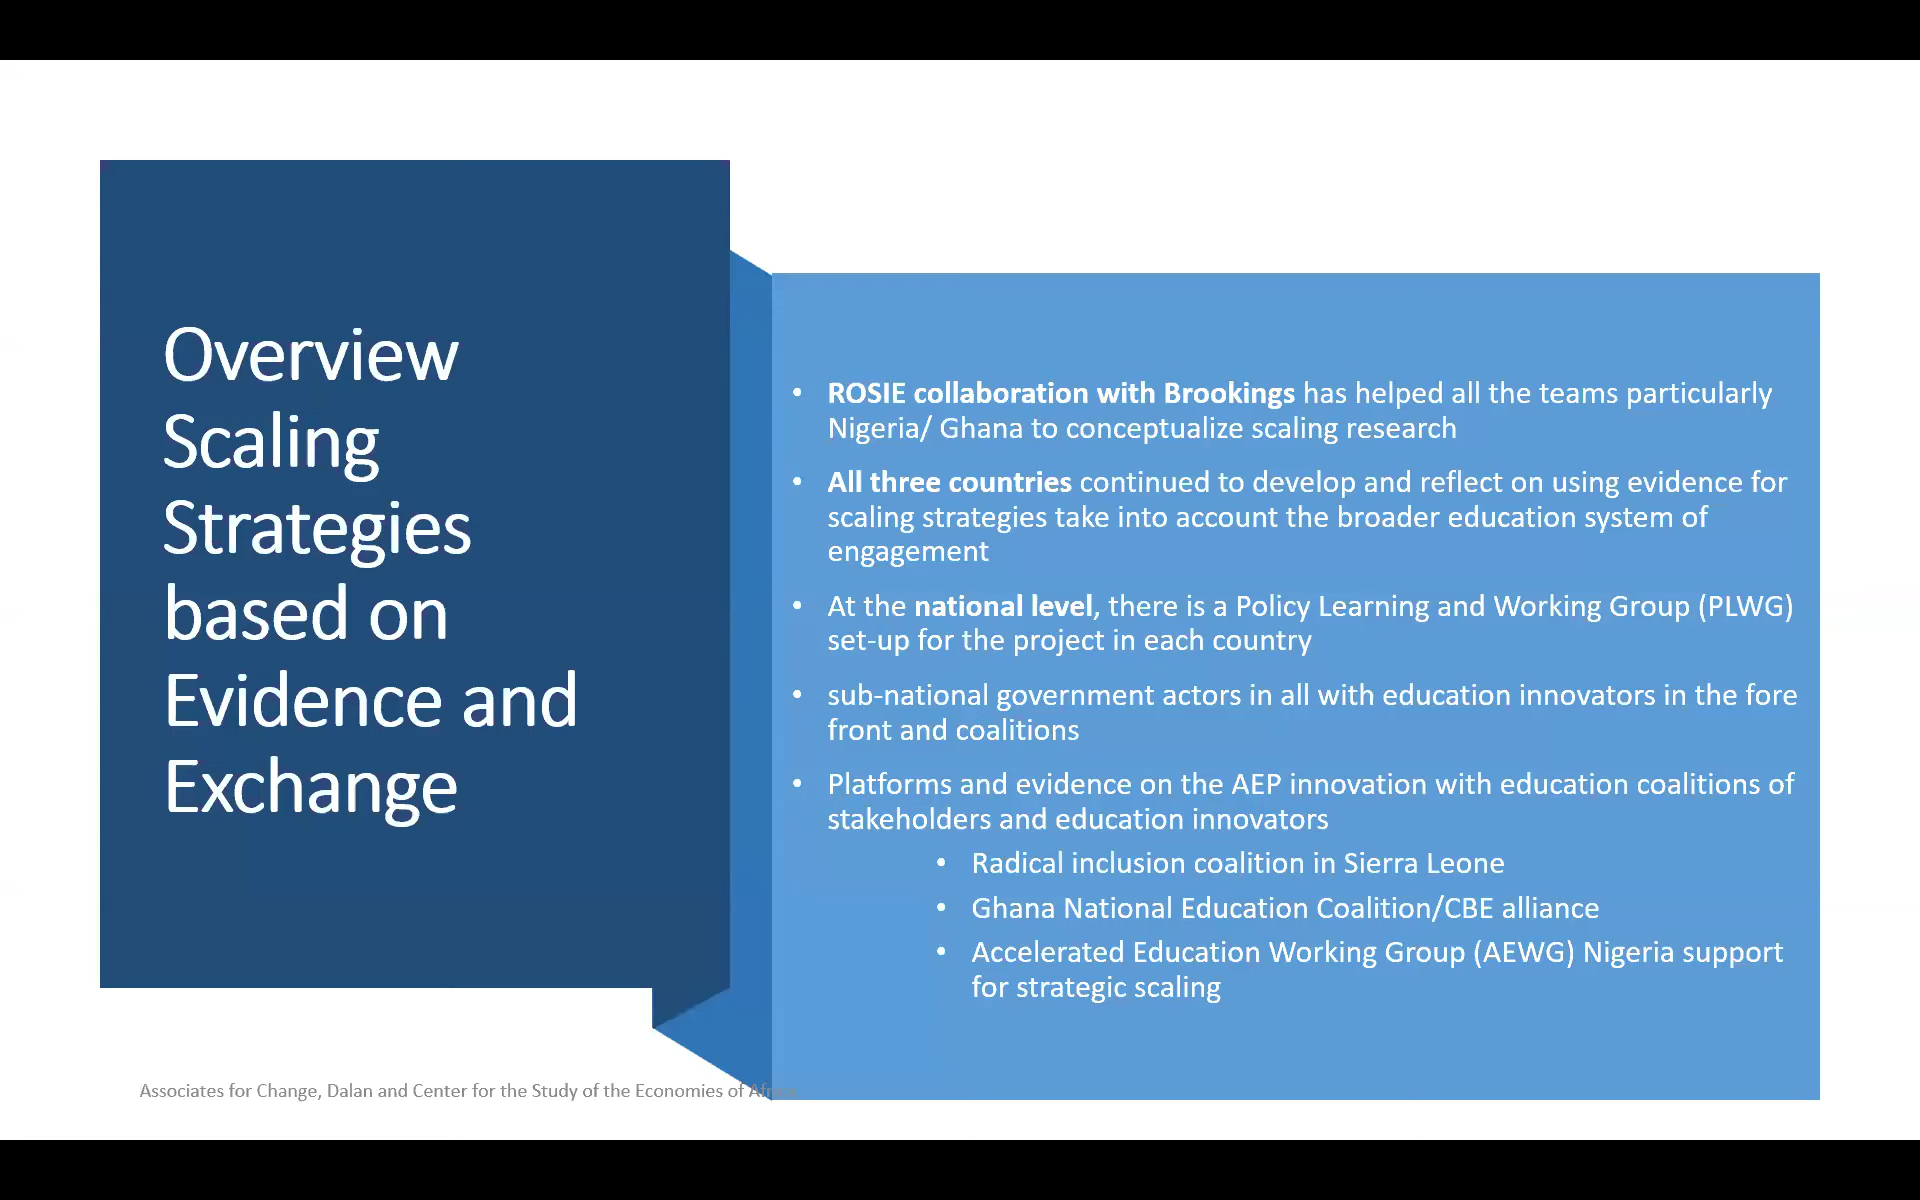 Overview
Scaling
Strategies
based on
Evidence and
Exchange
• ROSIE collaboration with Brookings has helped all the teams particularly
Nigeria/ Ghana to conceptualize scaling research
• All three countries continued to develop and reflect on using evidence for
scaling strategies take into account the broader education system of
engagement
• At the national level, there is a Policy Learning and Working Group (PLWG)
set-up for the project in each country
• sub-national government actors in all with education innovators in the fore
front and coalitions
• Platforms and evidence on the AEP innovation with education coalitions of
stakeholders and education innovators
• Radical inclusion coalition in Sierra Leone
• Ghana National Education Coalition/CBE alliance
• Accelerated Education Working Group (AEWG) Nigeria support
for strategic scaling
Associates for Change, Dalan and Center for the Study of the Economies of Africa